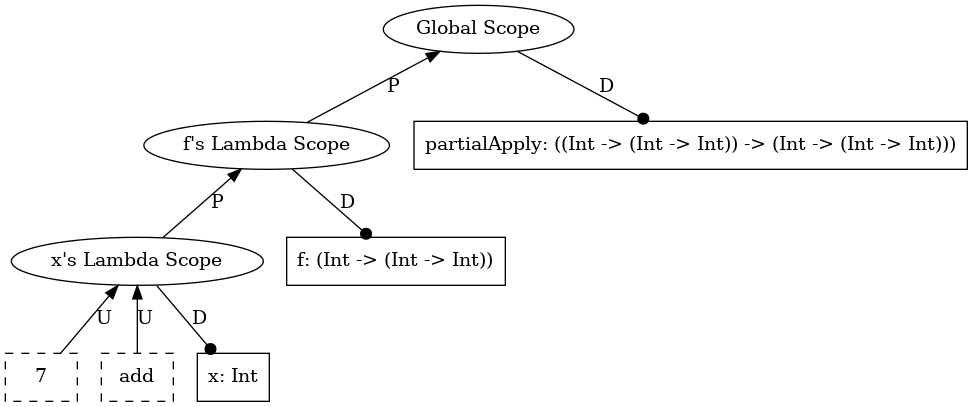 Global Scope
P
D
f's Lambda Scope
partialApply: ((Int -> (Int -> Int)) -> (Int -> (Int -> Int)))
P
D
x's Lambda Scope
f: (Int -> (Int -> Int))
U
U
D
7
add
x: Int